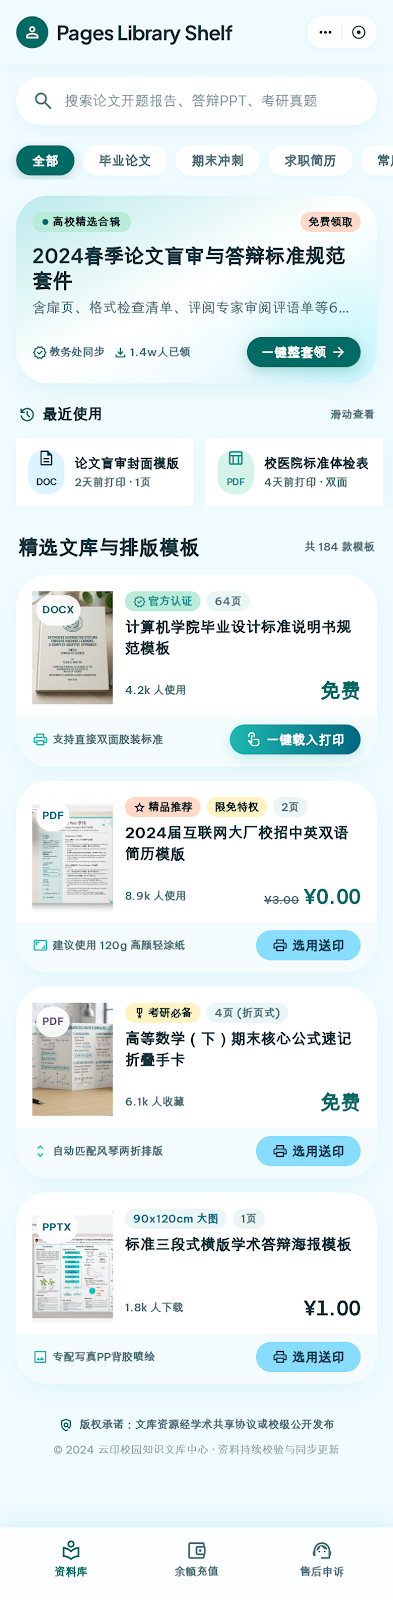 Pages Library Shelf
搜索论文开题报告、答辩PPT、考研真题
全部
毕业论文
期末冲刺
求职简历
高校精选合辑
免费领取
2024春季论文盲审与答辩标准规范
套件
含扉页、格式检查清单、评阅专家审阅评语单等6...
教务处同步
1.4w人已领
一键整套领
最近使用
滑动查看
DOC
论文盲审封面模版
2天前打印 · 1页
PDF
校医院标准体检表
4天前打印 · 双面
精选文库与排版模板
共 184 款模板
DOCX
官方认证
64页
计算机学院毕业设计标准说明书规
范模板
4.2k 人使用
免费
支持直接双面胶装标准
一键载入打印
PDF
精品推荐
限免特权
2页
2024届互联网大厂校招中英双语
简历模版
8.9k 人使用
¥3.00 ¥0.00
建议使用 120g 高颜轻涂纸
选用送印
PDF
考研必备
4页 (折页式)
高等数学（下）期末核心公式速记
折叠手卡
6.1k 人收藏
免费
自动匹配风琴两折排版
选用送印
PPTX
90x120cm 大图
1页
标准三段式横版学术答辩海报模板
1.8k 人下载
¥1.00
专配写真PP背胶喷绘
选用送印
版权承诺：文库资源经学术共享协议或校级公开发布
© 2024 云印校园知识文库中心 · 资料持续校验与同步更新
资料库
余额充值
售后申诉